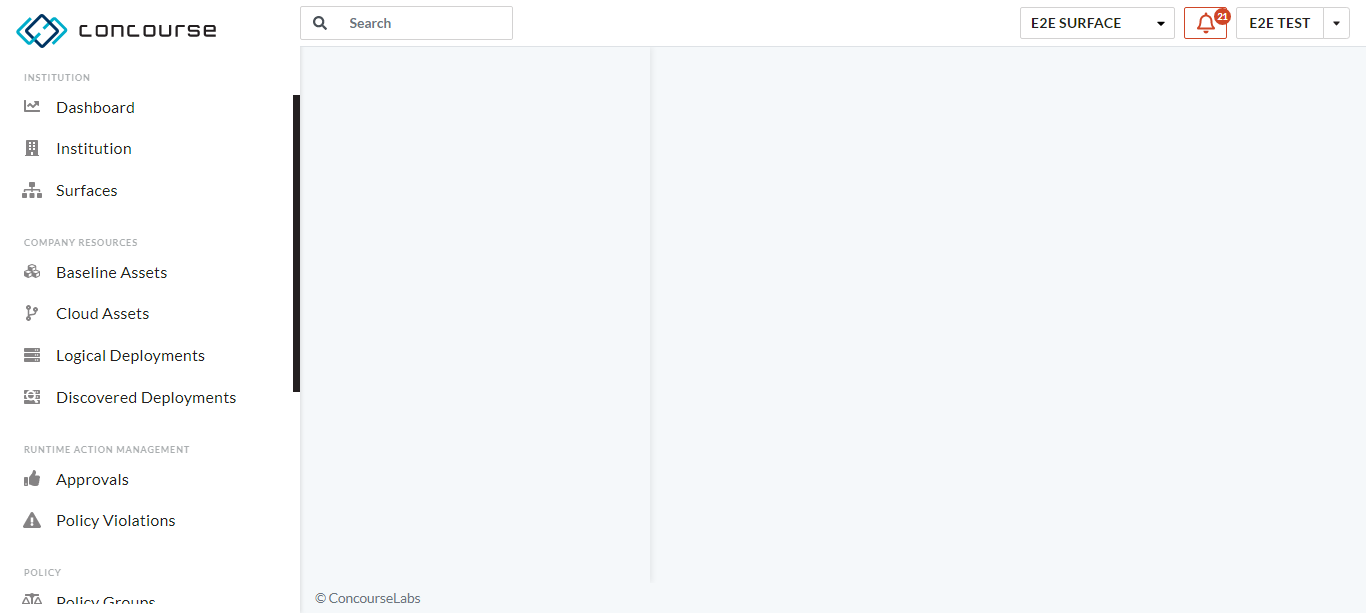 concourse
Search
E2E SURFACE
21
E2E TEST
INSTITUTION
Dashboard
Institution
Surfaces
COMPANY RESOURCES
Baseline Assets
Cloud Assets
Logical Deployments
Discovered Deployments
RUNTIME ACTION MANAGEMENT
Approvals
Policy Violations
POLICY
Policy Groups
© ConcourseLabs